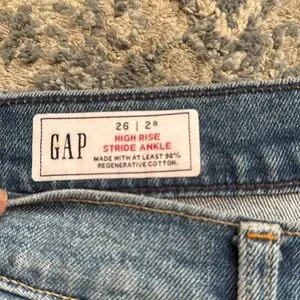 GAP
26 | 2R
HIGH RISE
STRIDE ANKLE
MADE WITH AT LEAST 90%
REGENERATIVE COTTON.